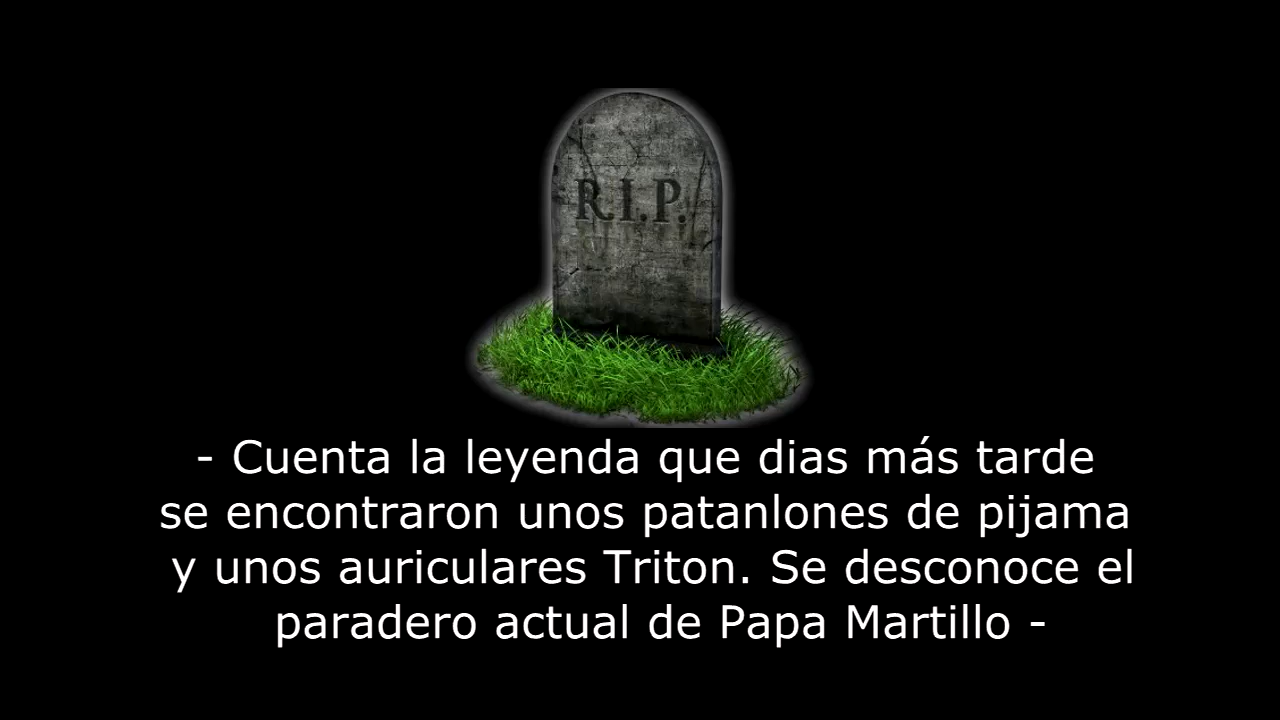 R.I.P.
- Cuenta la leyenda que dias más tarde
se encontraron unos patanlones de pijama
y unos auriculares Triton. Se desconoce el
paradero actual de Papa Martillo -